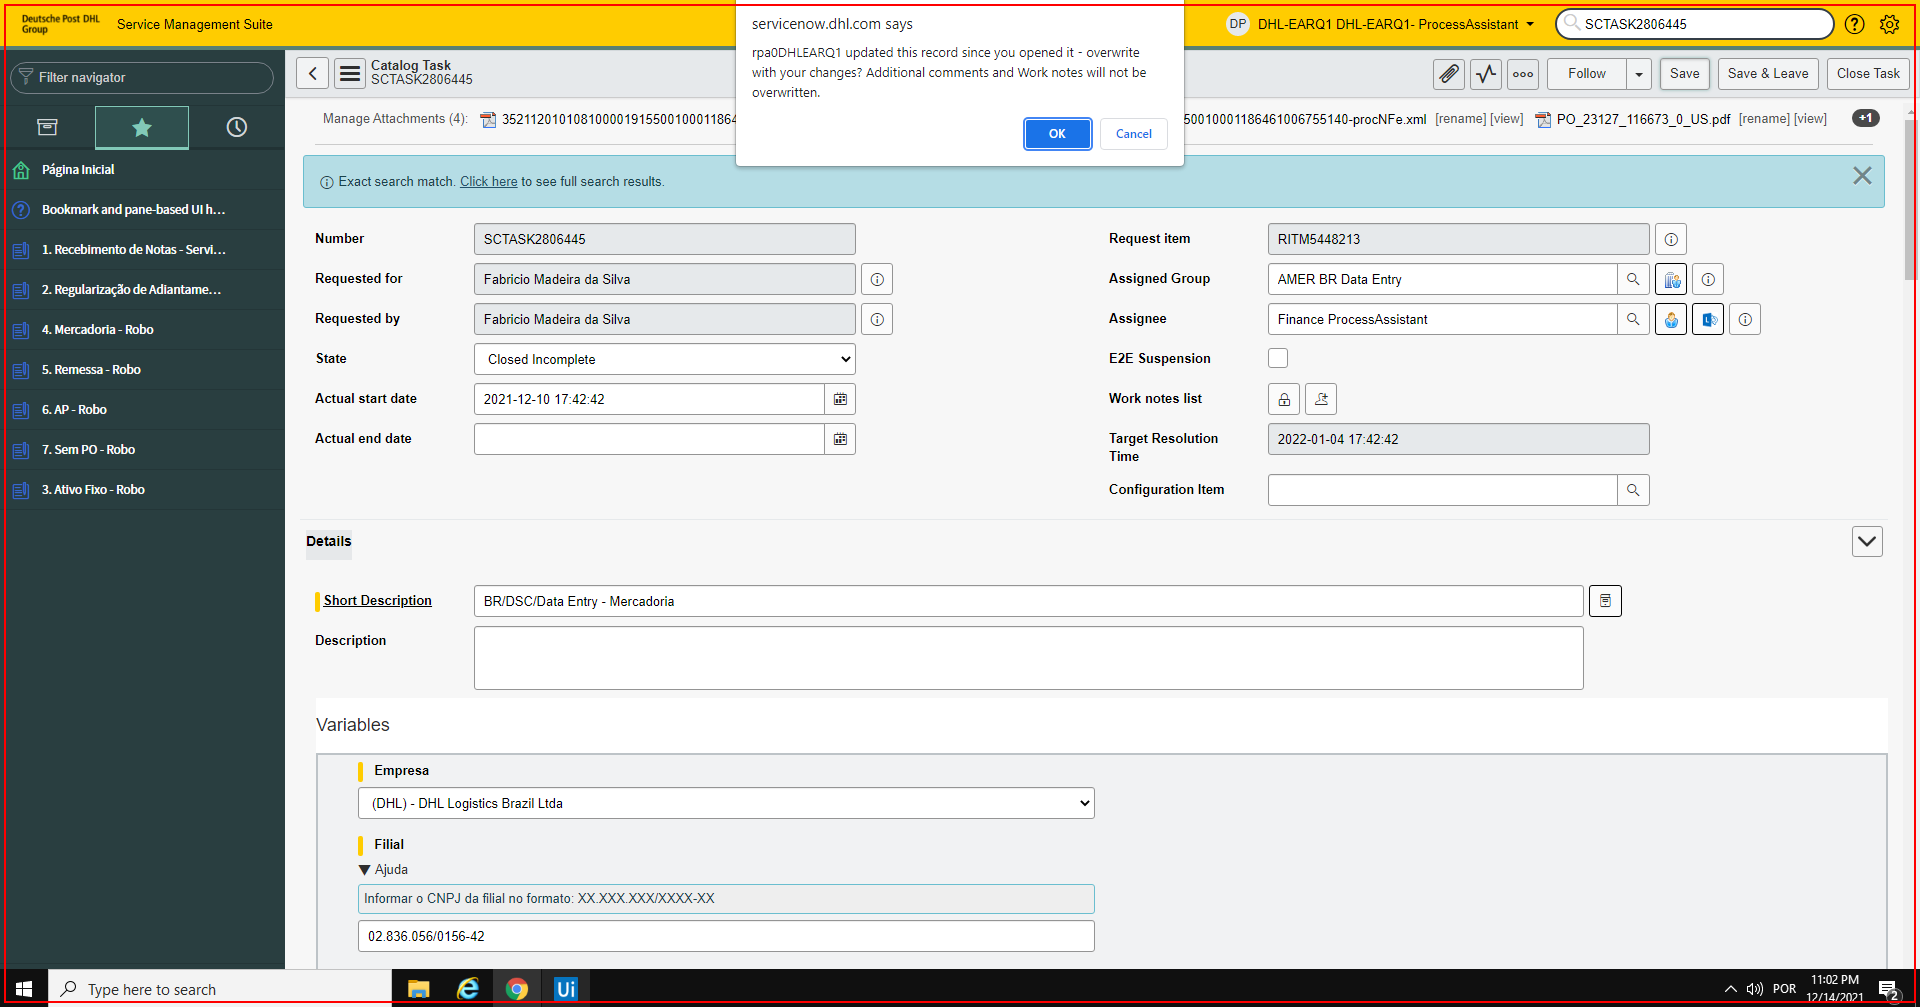 Deutsche Post DHL
Group
Service Management Suite
servicenow.dhl.com says
rpa0DHLEARQ1 updated this record since you opened it - overwrite
with your changes? Additional comments and Work notes will not be
overwritten.
OK
Cancel
DP
DHL-EARQ1 DHL-EARQ1- ProcessAssistant
SCTASK2806445
Filter navigator
Catalog Task
SCTASK2806445
Follow
Save
Save & Leave
Close Task
Manage Attachments (4):
352112010108100001915500100011864
50010001186461006755140-procNFe.xml
[rename] [view]
PO_23127_116673_0_US.pdf
[rename] [view]
+1
Exact search match. Click here to see full search results.
Página Inicial
Bookmark and pane-based UI h...
1. Recebimento de Notas - Servi...
2. Regularização de Adiantame...
4. Mercadoria - Robo
5. Remessa - Robo
6. AP - Robo
7. Sem PO - Robo
3. Ativo Fixo - Robo
Number
SCTASK2806445
Requested for
Fabricio Madeira da Silva
Requested by
Fabricio Madeira da Silva
State
Closed Incomplete
Actual start date
2021-12-10 17:42:42
Actual end date
Request item
RITM5448213
Assigned Group
AMER BR Data Entry
Assignee
Finance ProcessAssistant
E2E Suspension
Work notes list
Target Resolution
Time
2022-01-04 17:42:42
Configuration Item
Details
Short Description
BR/DSC/Data Entry - Mercadoria
Description
Variables
Empresa
(DHL) - DHL Logistics Brazil Ltda
Filial
Ajuda
Informar o CNPJ da filial no formato: XX.XXX.XXX/XXXX-XX
02.836.056/0156-42
Type here to search
Ui
POR
11:02 PM
12/14/2021
2